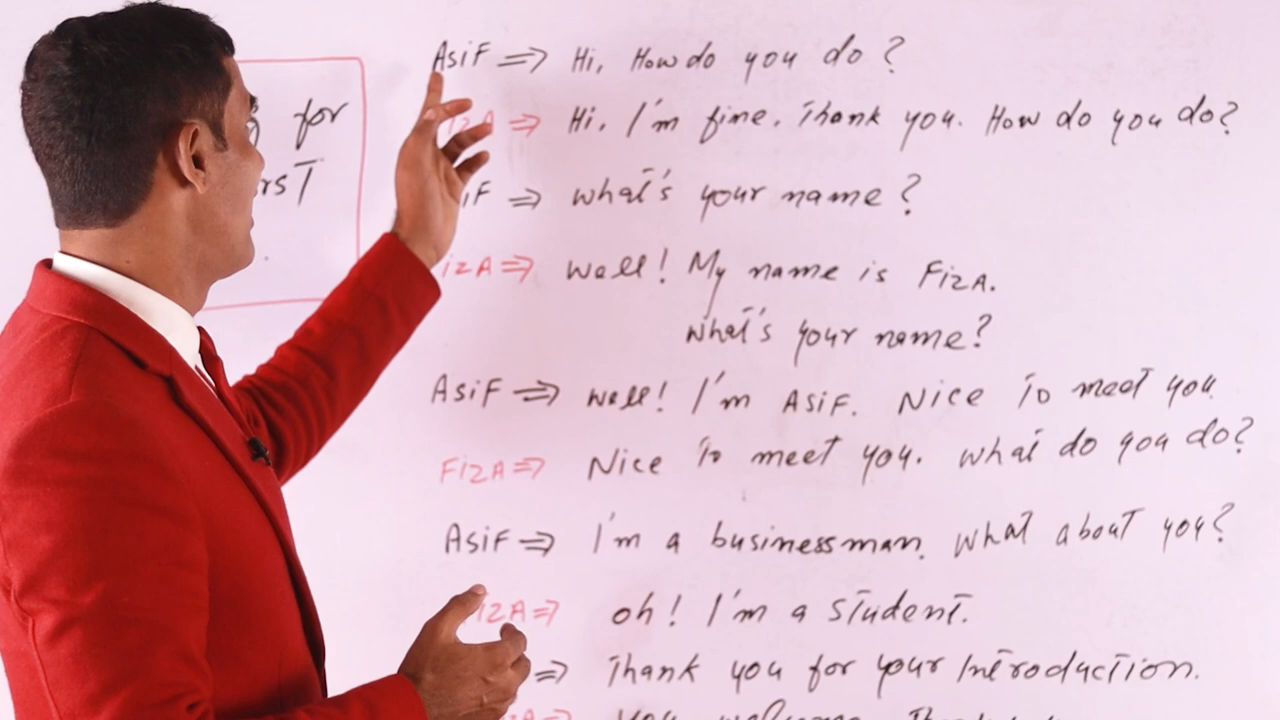 for
AsiF ⇒ Hi, How do you do?
⇒ Hi, I'm fine. Thank you. How do you do?
⇒ what's your name?
⇒ well! My name is FizA.
what's your name?
AsiF ⇒ well! I'm AsiF. Nice to meet you
FizA ⇒ Nice to meet you. what do you do?
AsiF ⇒ I'm a businessman. what about you?
⇒ oh! I'm a student.
⇒ Thank you for your Introduction.
you welcome